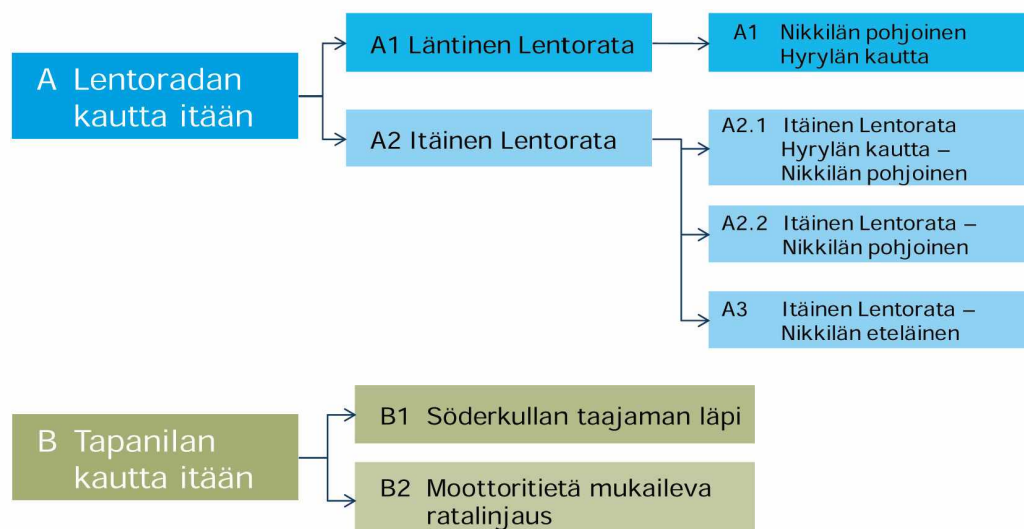 A Lentoradan
kautta itään
A1 Läntinen Lentorata
A1 Nikkilän pohjoinen
Hyrylän kautta
A2 Itäinen Lentorata
A2.1 Itäinen Lentorata
Hyrylän kautta –
Nikkilän pohjoinen
A2.2 Itäinen Lentorata –
Nikkilän pohjoinen
A3 Itäinen Lentorata –
Nikkilän eteläinen
B Tapanilan
kautta itään
B1 Söderkullan taajaman läpi
B2 Moottoritietä mukaileva
ratalinjaus